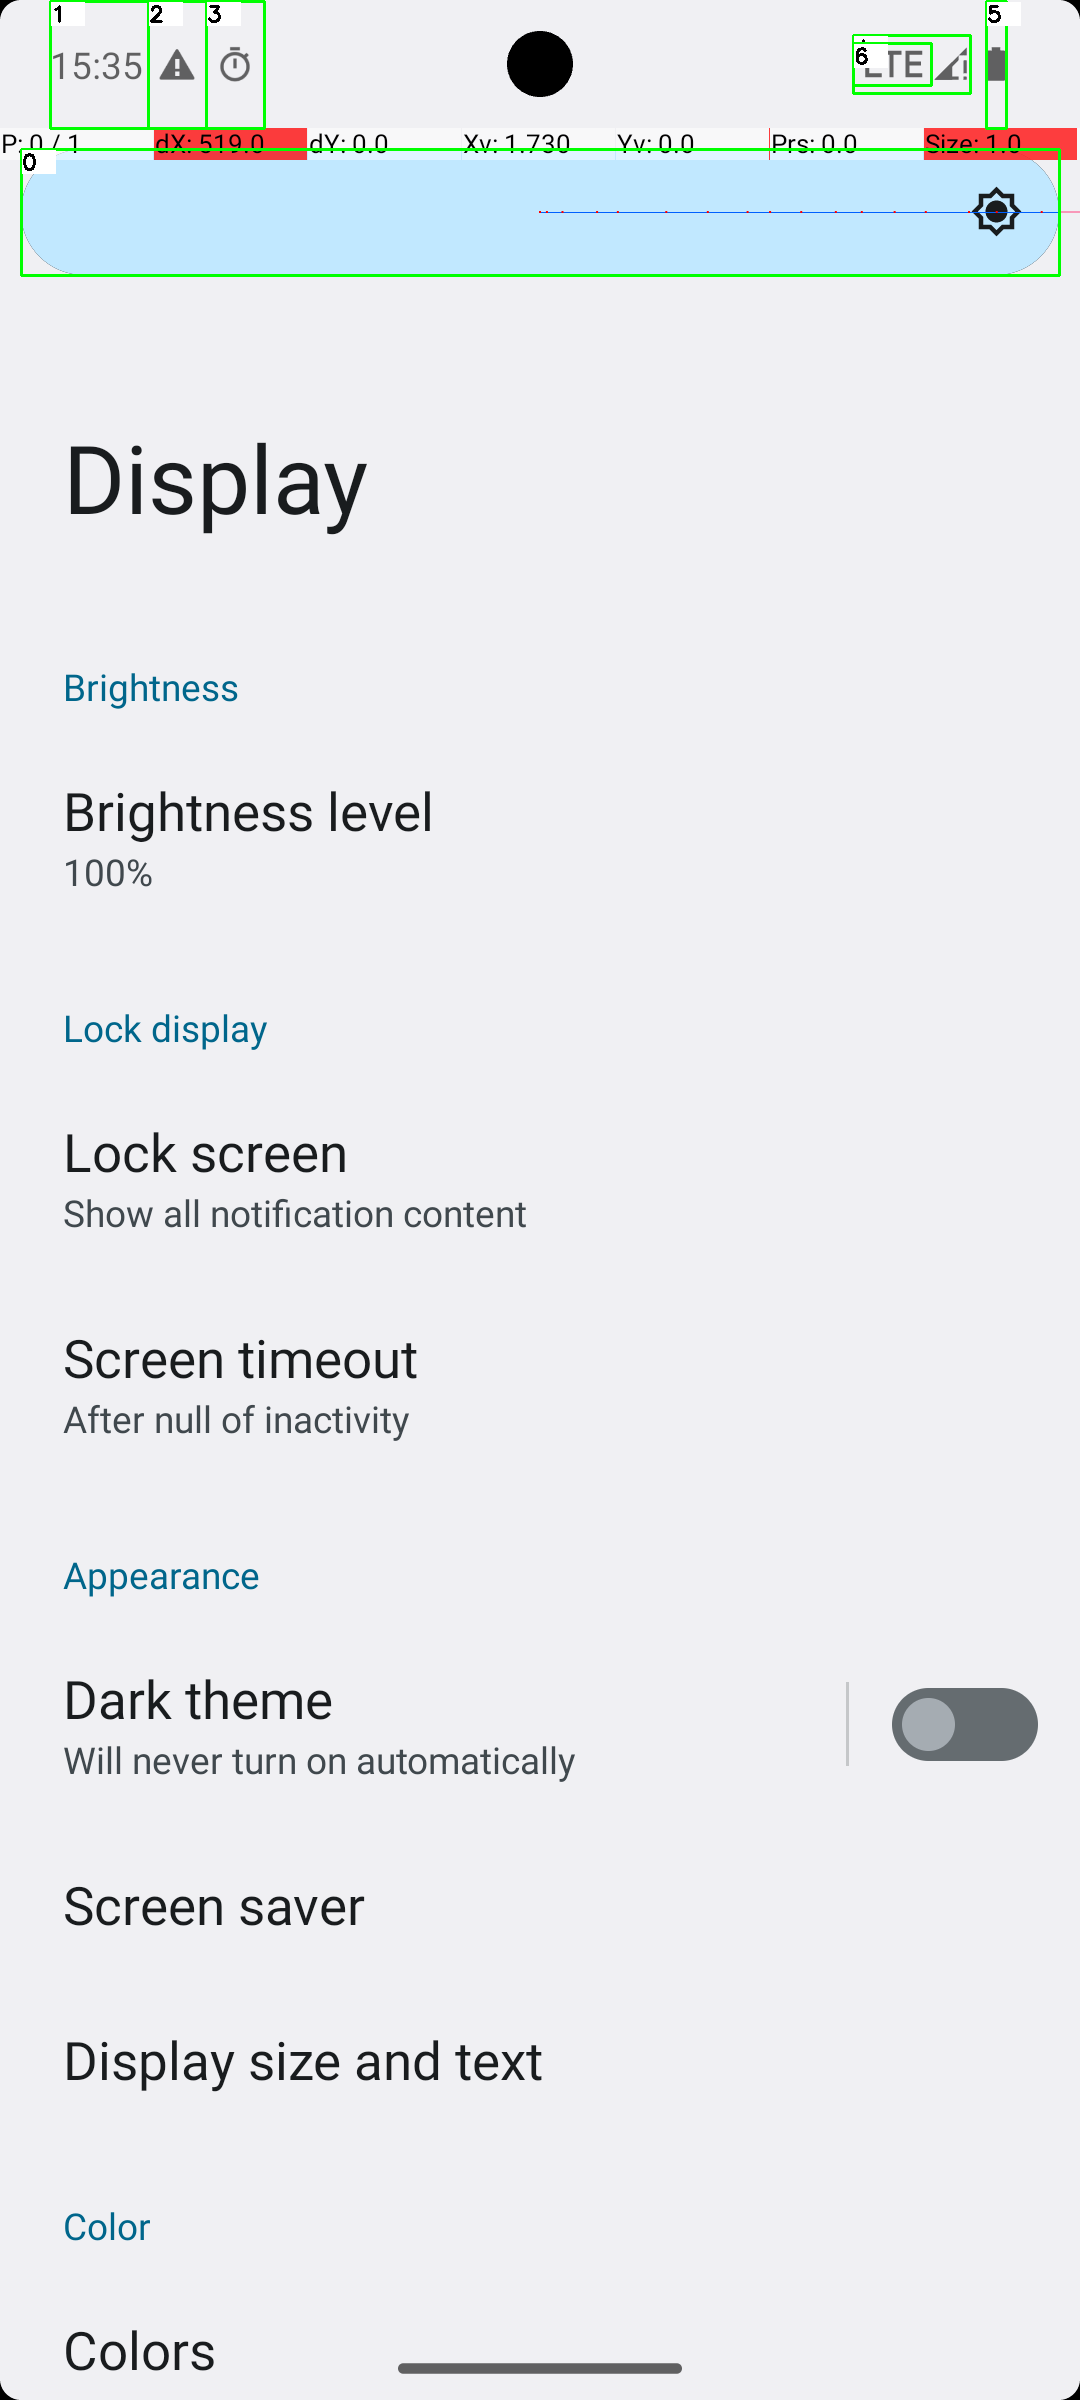 15:35
LTE
P: 0 / 1 dX: 519.0 dY: 0.0 Xv: 1.730 Yv: 0.0 Prs: 0.0 Size: 1.0
1
2
3
5
6
0
Display
Brightness
Brightness level
100%
Lock display
Lock screen
Show all notification content
Screen timeout
After null of inactivity
Appearance
Dark theme
Will never turn on automatically
Screen saver
Display size and text
Color
Colors